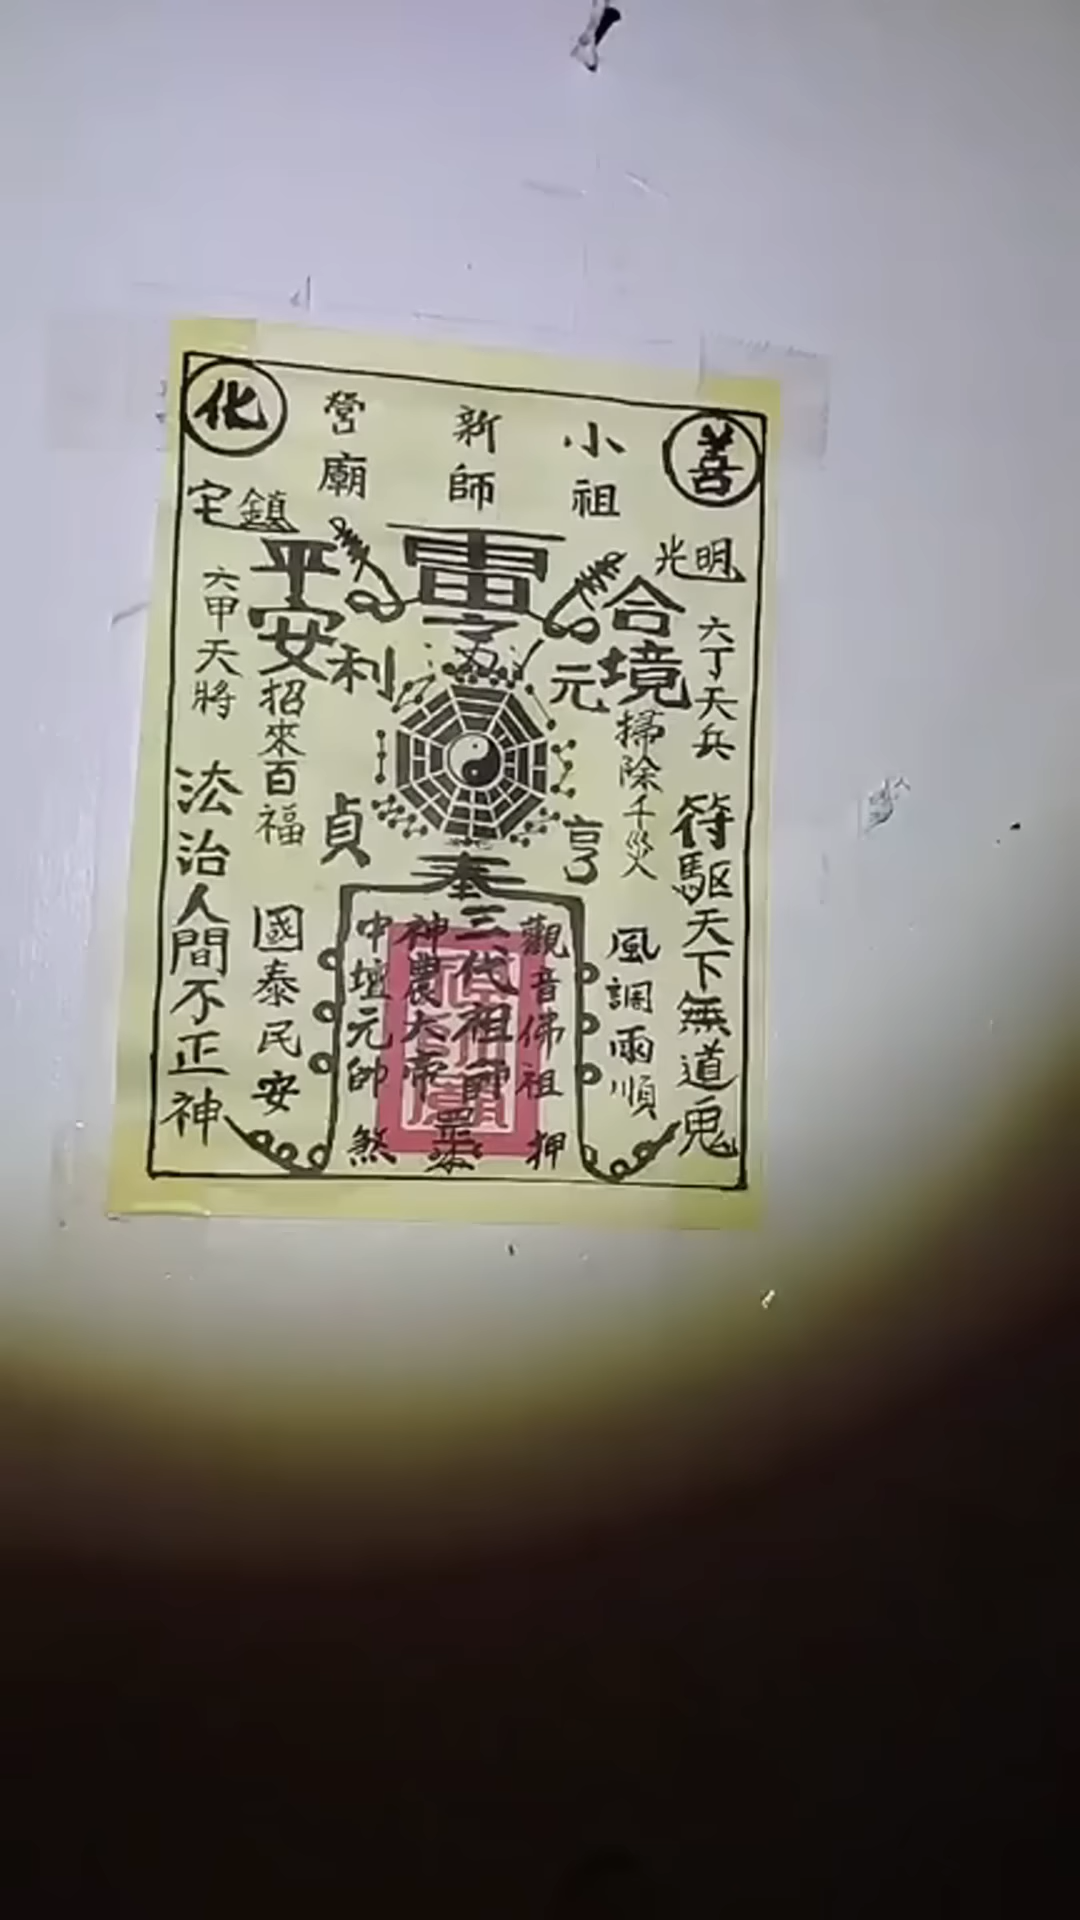 善
化
小 新 營
祖 師 廟
光明
鎮宅
雷
合境
平安
六丁天兵
六甲天將
掃除千災
招來百福
元
亨
利
貞
符驅天下無道鬼
法治人間不正神
風調雨順
國泰民安
奉
觀音佛祖
三代祖師
神農大帝
中壇元帥
押
煞